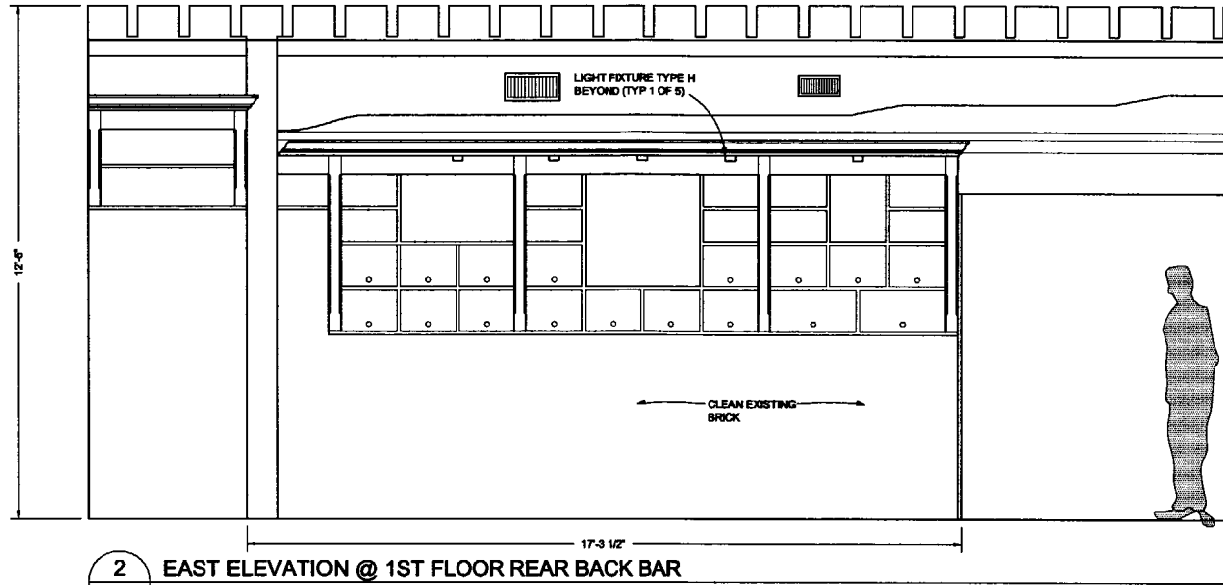 LIGHT FIXTURE TYPE H
BEYOND (TYP 1 OF 5)
12'-6"
CLEAN EXISTING
BRICK
17'-3 1/2"
2 EAST ELEVATION @ 1ST FLOOR REAR BACK BAR